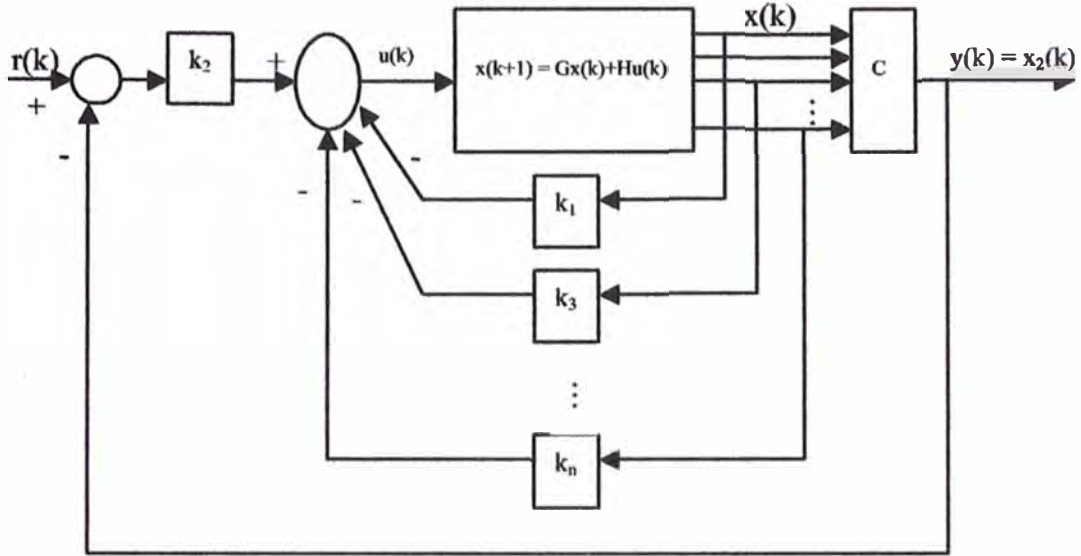 x(k)
r(k)
k₂
+
u(k)
x(k+1) = Gx(k)+Hu(k)
C
y(k) = x₂(k)
+
-
-
-
-
k₁
k₃
⋮
⋮
kₙ